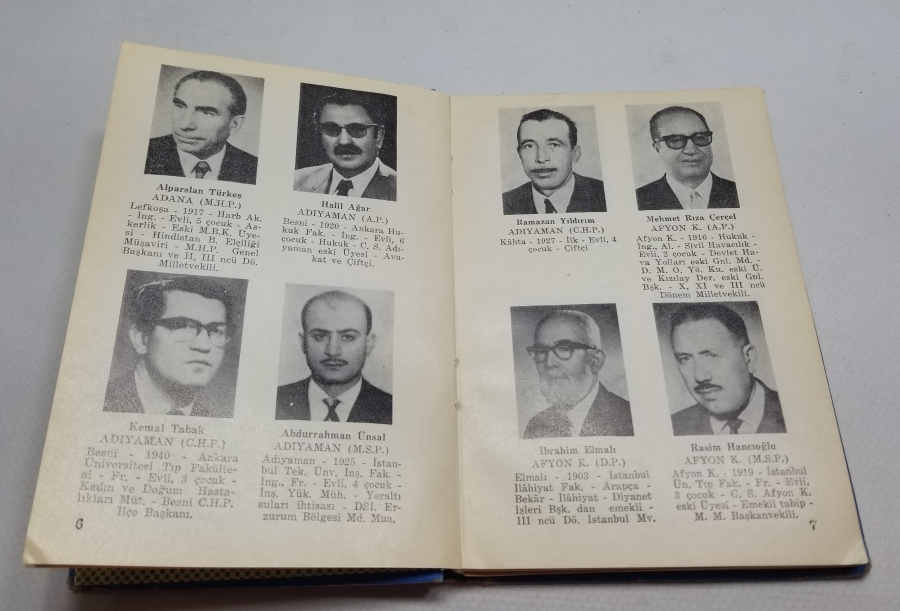 Alparslan Türkeş
ADANA (M.H.P.)
Lefkoşa - 1917 - Harb Ak.
- İng. - Evli, 5 çocuk - As-
kerlik - Eski M.B.K. Üye-
si - Hindistan B. Elçiliği
Müşaviri - M.H.P. Genel
Başkanı ve II, III ncü Dö.
Milletvekili.
Halil Ağar
ADIYAMAN (A.P.)
Besni - 1920 - Ankara Hu-
kuk Fak. - İng. - Evli, 6
çocuk - Hukuk - C. S. Adı-
yaman eski Üyesi - Avu-
kat ve Çiftçi.
Kemal Tabak
ADIYAMAN (C.H.P.)
Besni - 1940 - Ankara
Üniversitesi Tıp Fakülte-
si - Fr. - Evli, 3 çocuk -
Kadın ve Doğum Hasta-
lıkları Müt. - Besni C.H.P.
İlçe Başkanı.
Abdurrahman Ünsal
ADIYAMAN (M.S.P.)
Adıyaman - 1925 - İstan-
bul Tek. Ünv. İnş. Fak. -
İng., Fr. - Evli, 4 çocuk -
İnş. Yük. Müh. - Yeraltı
suları ihtisası - DSİ. Er-
zurum Bölgesi Md. Mua.
6
Ramazan Yıldırım
ADIYAMAN (C.H.P.)
Kâhta - 1927 - İlk - Evli, 4
çocuk - Çiftçi
Mehmet Rıza Çerçel
AFYON K. (A.P.)
Afyon K. - 1916 - Hukuk -
İng., Al. - Sivil Havacılık -
Evli, 2 çocuk - Devlet Ha-
va Yolları eski Gnl. Md. -
D. M. O. Yö. Ku. eski Ü.
ve Kızılay Der. eski Gnl.
Bşk. - X, XI ve III ncü
Dönem Milletvekili.
İbrahim Elmalı
AFYON K. (D.P.)
Elmalı - 1903 - İstanbul
İlâhiyat Fak. - Arapça -
Bekâr - İlâhiyat - Diyanet
İşleri Bşk. dan emekli -
III ncü Dö. İstanbul Mv.
Rasim Hancıoğlu
AFYON K. (M.S.P.)
Afyon K. - 1919 - İstanbul
Ün. Tıp Fak. - Fr. - Evli,
2 çocuk - C. S. Afyon K.
eski Üyesi - Emekli tabip -
M. M. Başkanvekili.
7